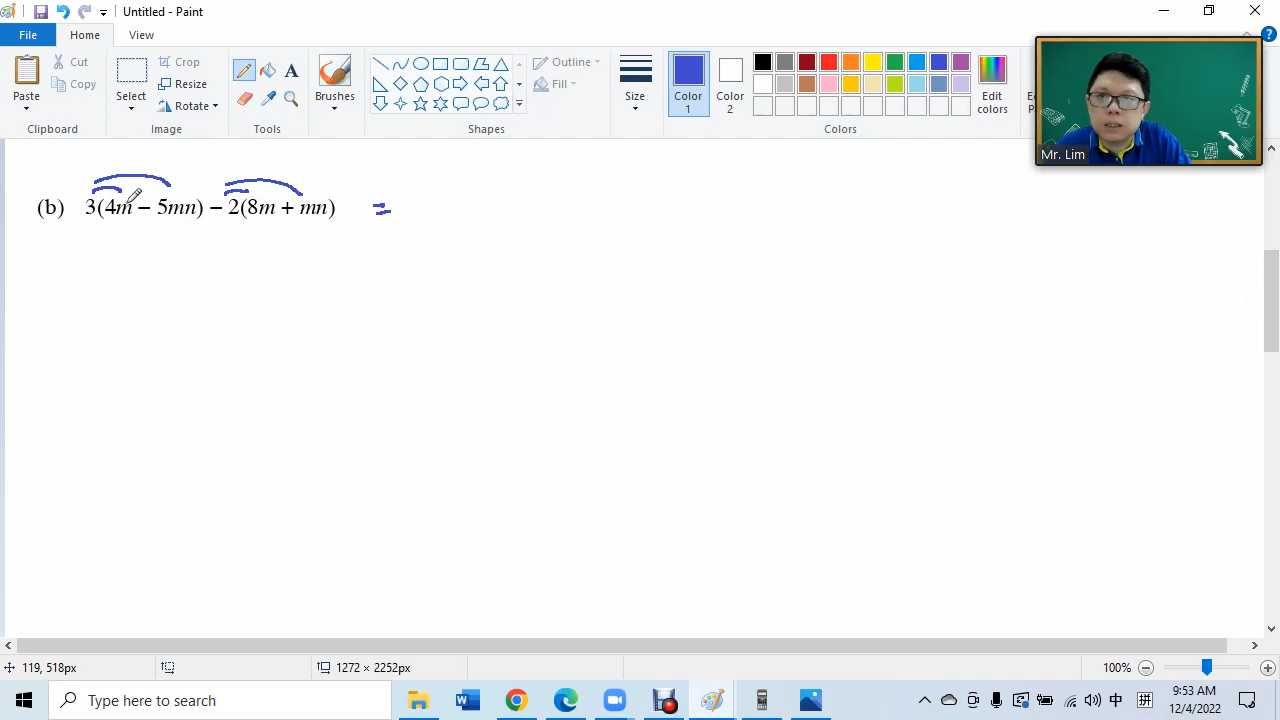 Untitled - Paint
File Home View
Paste Cut Copy Select Crop Resize Rotate A Brushes Outline Fill Size Color 1 Color 2 Edit colors
Clipboard Image Tools Shapes Colors
Mr. Lim
(b) 3(4m − 5mn) − 2(8m + mn) =
119, 518px 1272 × 2252px 100%
Type here to search W 中 拼 9:53 AM
12/4/2022